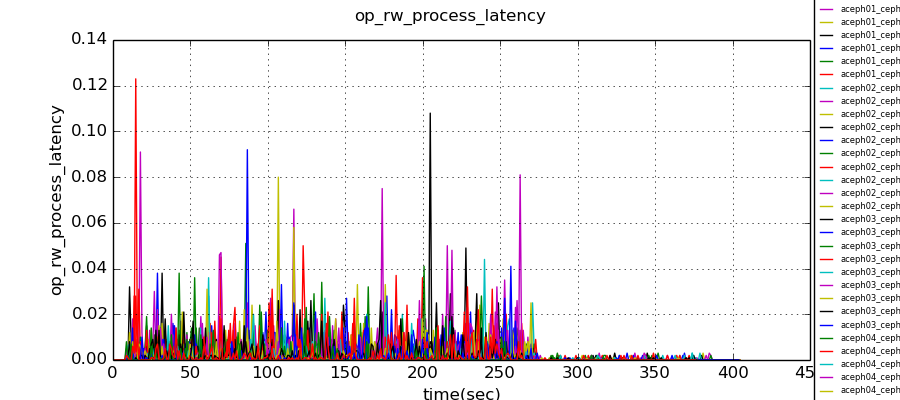 op_rw_process_latency
0.14
0.12
0.10
0.08
0.06
0.04
0.02
0.00
op_rw_process_latency
0
50
100
150
200
250
300
350
400
45
time(sec)
aceph01_ceph
aceph01_ceph
aceph01_ceph
aceph01_ceph
aceph01_ceph
aceph01_ceph
aceph02_ceph
aceph02_ceph
aceph02_ceph
aceph02_ceph
aceph02_ceph
aceph02_ceph
aceph02_ceph
aceph02_ceph
aceph02_ceph
aceph02_ceph
aceph03_ceph
aceph03_ceph
aceph03_ceph
aceph03_ceph
aceph03_ceph
aceph03_ceph
aceph03_ceph
aceph03_ceph
aceph03_ceph
aceph04_ceph
aceph04_ceph
aceph04_ceph
aceph04_ceph
aceph04_ceph